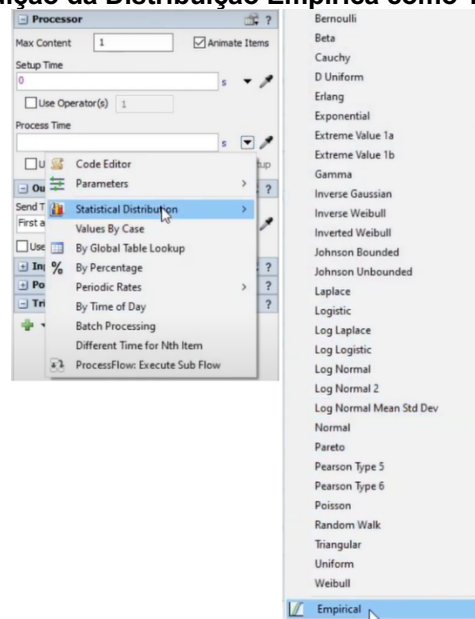 Processor ?
Max Content 1 Animate Items
Setup Time
0 s
Use Operator(s) 1
Process Time
s
Code Editor
Parameters >
Statistical Distribution >
Values By Case
By Global Table Lookup
By Percentage
Periodic Rates >
By Time of Day
Batch Processing
Different Time for Nth Item
ProcessFlow: Execute Sub Flow
Send T
First a
Use
Bernoulli
Beta
Cauchy
D Uniform
Erlang
Exponential
Extreme Value 1a
Extreme Value 1b
Gamma
Inverse Gaussian
Inverse Weibull
Inverted Weibull
Johnson Bounded
Johnson Unbounded
Laplace
Logistic
Log Laplace
Log Logistic
Log Normal
Log Normal 2
Log Normal Mean Std Dev
Normal
Pareto
Pearson Type 5
Pearson Type 6
Poisson
Random Walk
Triangular
Uniform
Weibull
Empirical